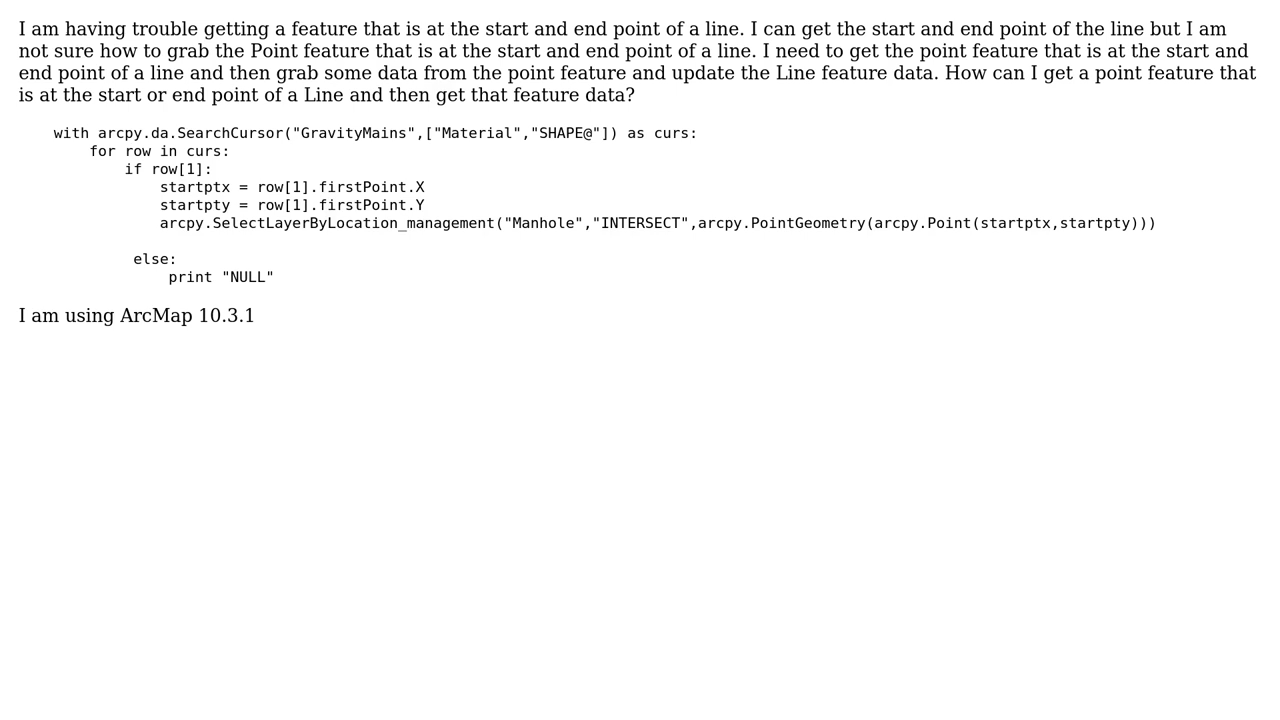 I am having trouble getting a feature that is at the start and end point of a line. I can get the start and end point of the line but I am
not sure how to grab the Point feature that is at the start and end point of a line. I need to get the point feature that is at the start and
end point of a line and then grab some data from the point feature and update the Line feature data. How can I get a point feature that
is at the start or end point of a Line and then get that feature data?
    with arcpy.da.SearchCursor("GravityMains",["Material","SHAPE@"]) as curs:
        for row in curs:
            if row[1]:
                startptx = row[1].firstPoint.X
                startpty = row[1].firstPoint.Y
                arcpy.SelectLayerByLocation_management("Manhole","INTERSECT",arcpy.PointGeometry(arcpy.Point(startptx,startpty)))
             else:
                 print "NULL"
I am using ArcMap 10.3.1